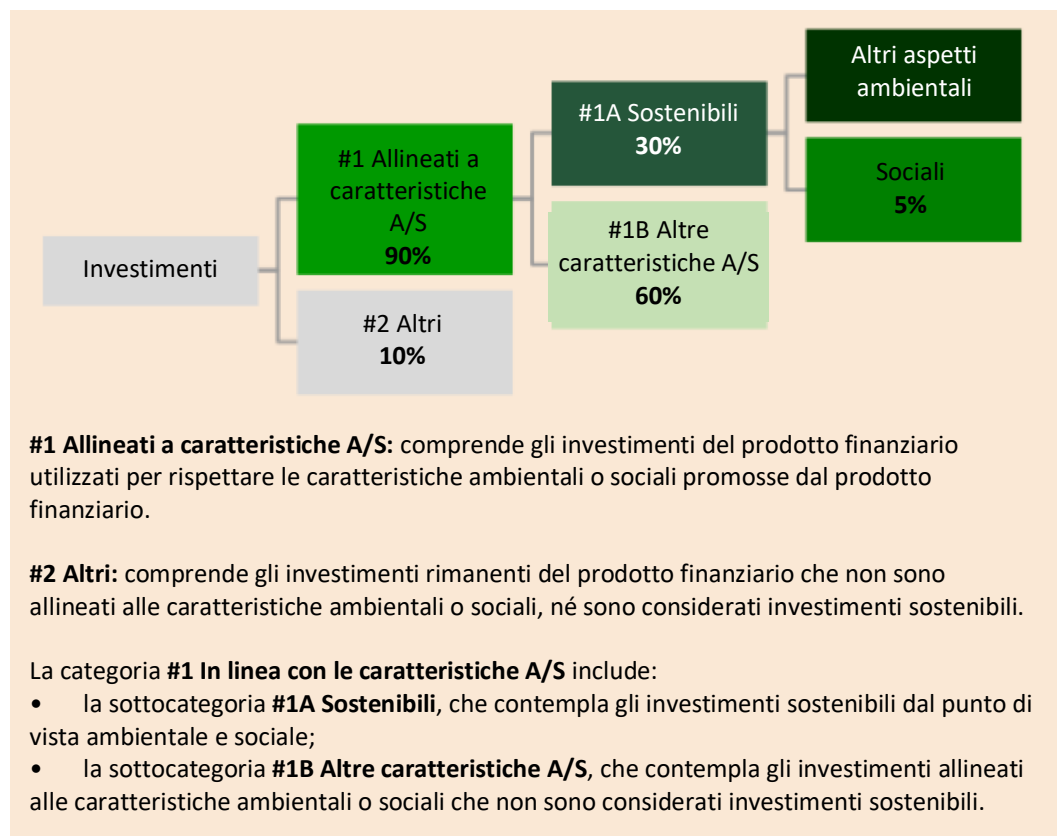 Investimenti
#1 Allineati a
caratteristiche
A/S
90%
#2 Altri
10%
#1A Sostenibili
30%
#1B Altre
caratteristiche A/S
60%
Altri aspetti
ambientali
Sociali
5%
#1 Allineati a caratteristiche A/S: comprende gli investimenti del prodotto finanziario
utilizzati per rispettare le caratteristiche ambientali o sociali promosse dal prodotto
finanziario.
#2 Altri: comprende gli investimenti rimanenti del prodotto finanziario che non sono
allineati alle caratteristiche ambientali o sociali, né sono considerati investimenti sostenibili.
La categoria #1 In linea con le caratteristiche A/S include:
• la sottocategoria #1A Sostenibili, che contempla gli investimenti sostenibili dal punto di
vista ambientale e sociale;
• la sottocategoria #1B Altre caratteristiche A/S, che contempla gli investimenti allineati
alle caratteristiche ambientali o sociali che non sono considerati investimenti sostenibili.